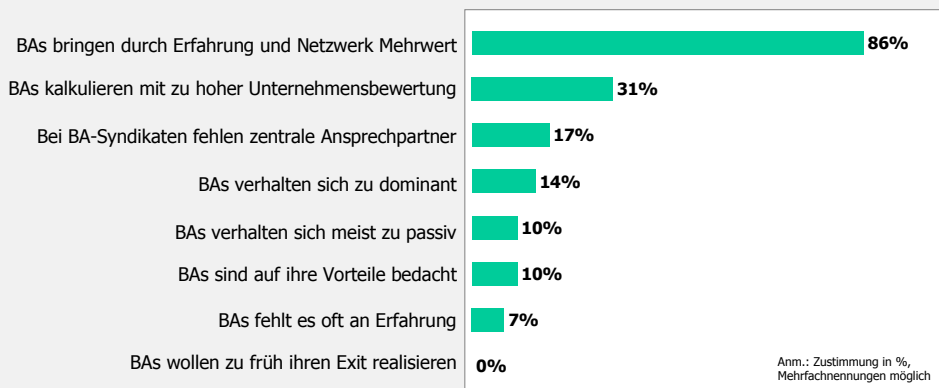 BAs bringen durch Erfahrung und Netzwerk Mehrwert 86%
BAs kalkulieren mit zu hoher Unternehmensbewertung 31%
Bei BA-Syndikaten fehlen zentrale Ansprechpartner 17%
BAs verhalten sich zu dominant 14%
BAs verhalten sich meist zu passiv 10%
BAs sind auf ihre Vorteile bedacht 10%
BAs fehlt es oft an Erfahrung 7%
BAs wollen zu früh ihren Exit realisieren 0%
Anm.: Zustimmung in %,
Mehrfachnennungen möglich